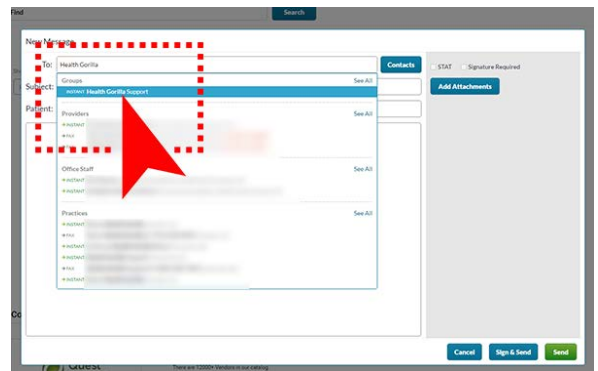 Find
Search
New Message
To:
Health Gorilla
Contacts
STAT
Signature Required
Groups
See All
INSTANT Health Gorilla Support
Subject:
Add Attachments
Patient:
Providers
See All
INSTANT
FAX
Office Staff
See All
INSTANT
INSTANT
Practices
See All
INSTANT
FAX
INSTANT
INSTANT
FAX
INSTANT
Co
Cancel
Sign & Send
Send
Quest
There are 12000+ Vendors in our catalog